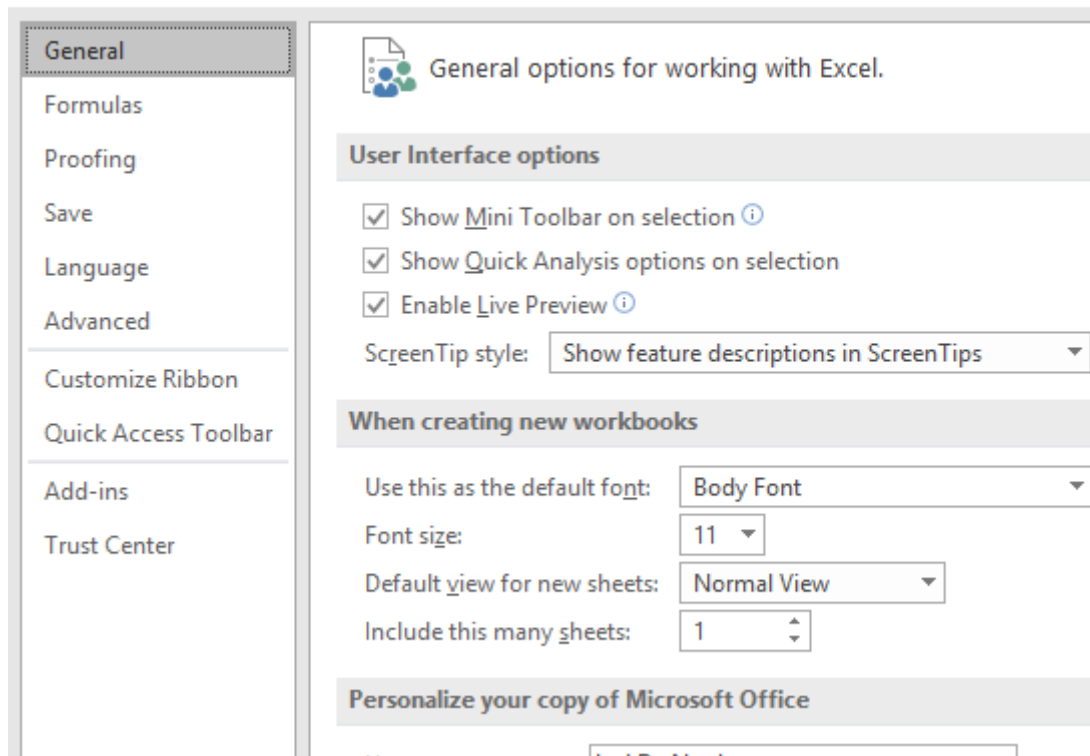 General
Formulas
Proofing
Save
Language
Advanced
Customize Ribbon
Quick Access Toolbar
Add-ins
Trust Center
General options for working with Excel.
User Interface options
Show Mini Toolbar on selection
Show Quick Analysis options on selection
Enable Live Preview
ScreenTip style: Show feature descriptions in ScreenTips
When creating new workbooks
Use this as the default font: Body Font
Font size: 11
Default view for new sheets: Normal View
Include this many sheets: 1
Personalize your copy of Microsoft Office